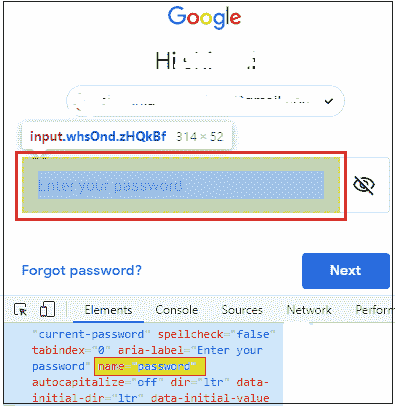 Google
Hi
input.whsOnd.zHQkBf 314 × 52
Enter your password
Forgot password?
Next
Elements Console Sources Network Perform
"current-password" spellcheck="false"
tabindex="0" aria-label="Enter your
password" name="password"
autocapitalize="off" dir="ltr" data-
initial-dir="ltr" data-initial-value